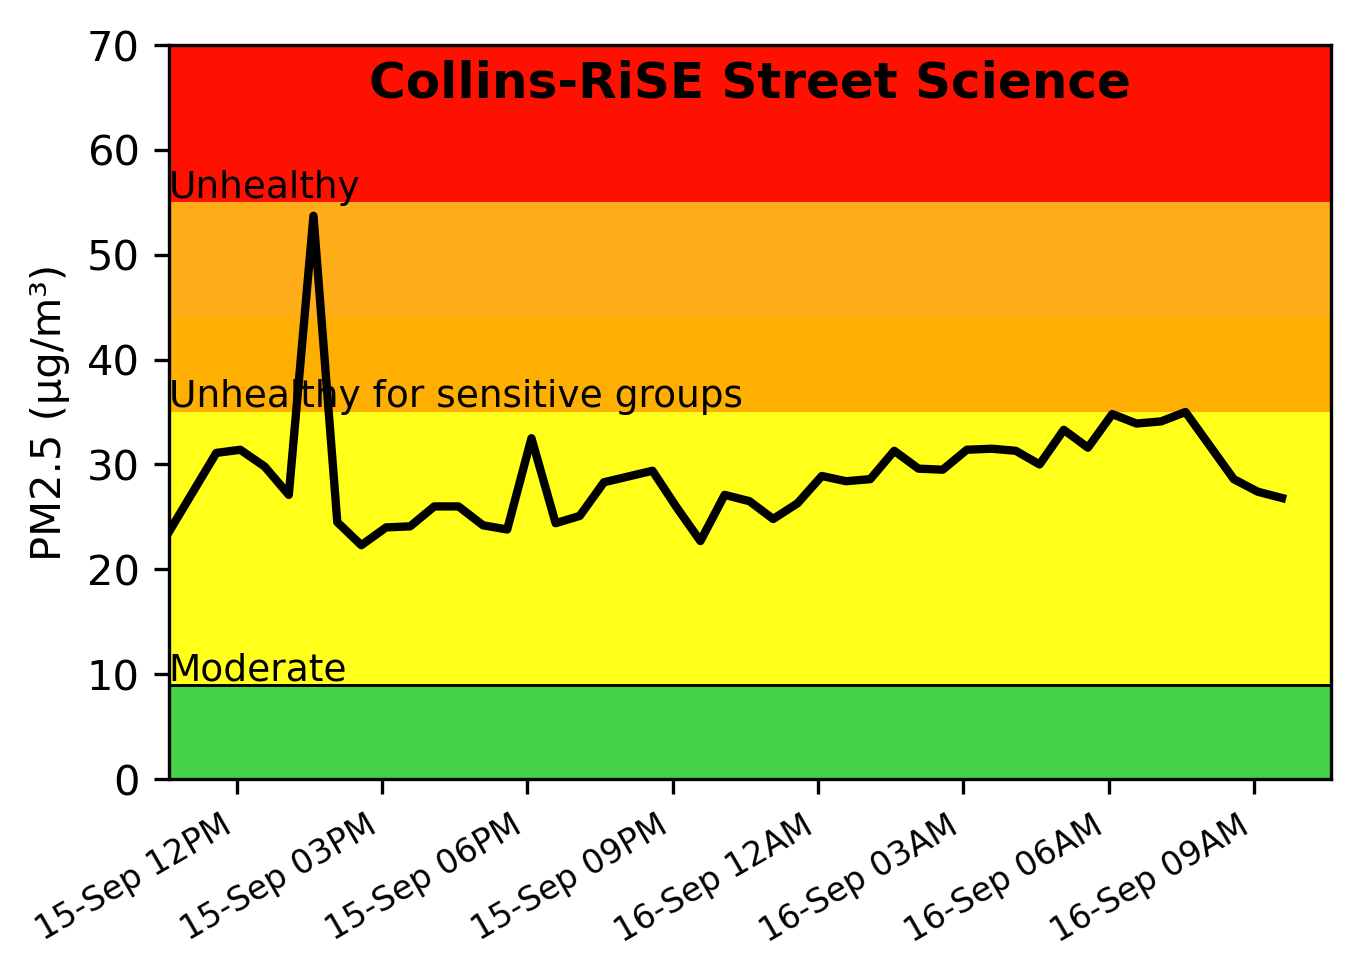 Collins-RiSE Street Science
70
60
50
40
30
20
10
0
PM2.5 (µg/m³)
Unhealthy
Unhealthy for sensitive groups
Moderate
15-Sep 12PM
15-Sep 03PM
15-Sep 06PM
15-Sep 09PM
16-Sep 12AM
16-Sep 03AM
16-Sep 06AM
16-Sep 09AM